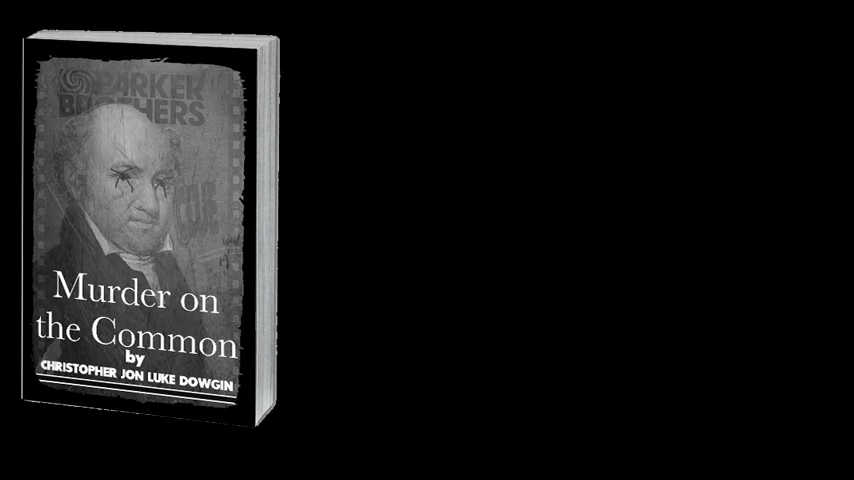 PARKER
BROTHERS
Murder on
the Common
by
CHRISTOPHER JON LUKE DOWGIN